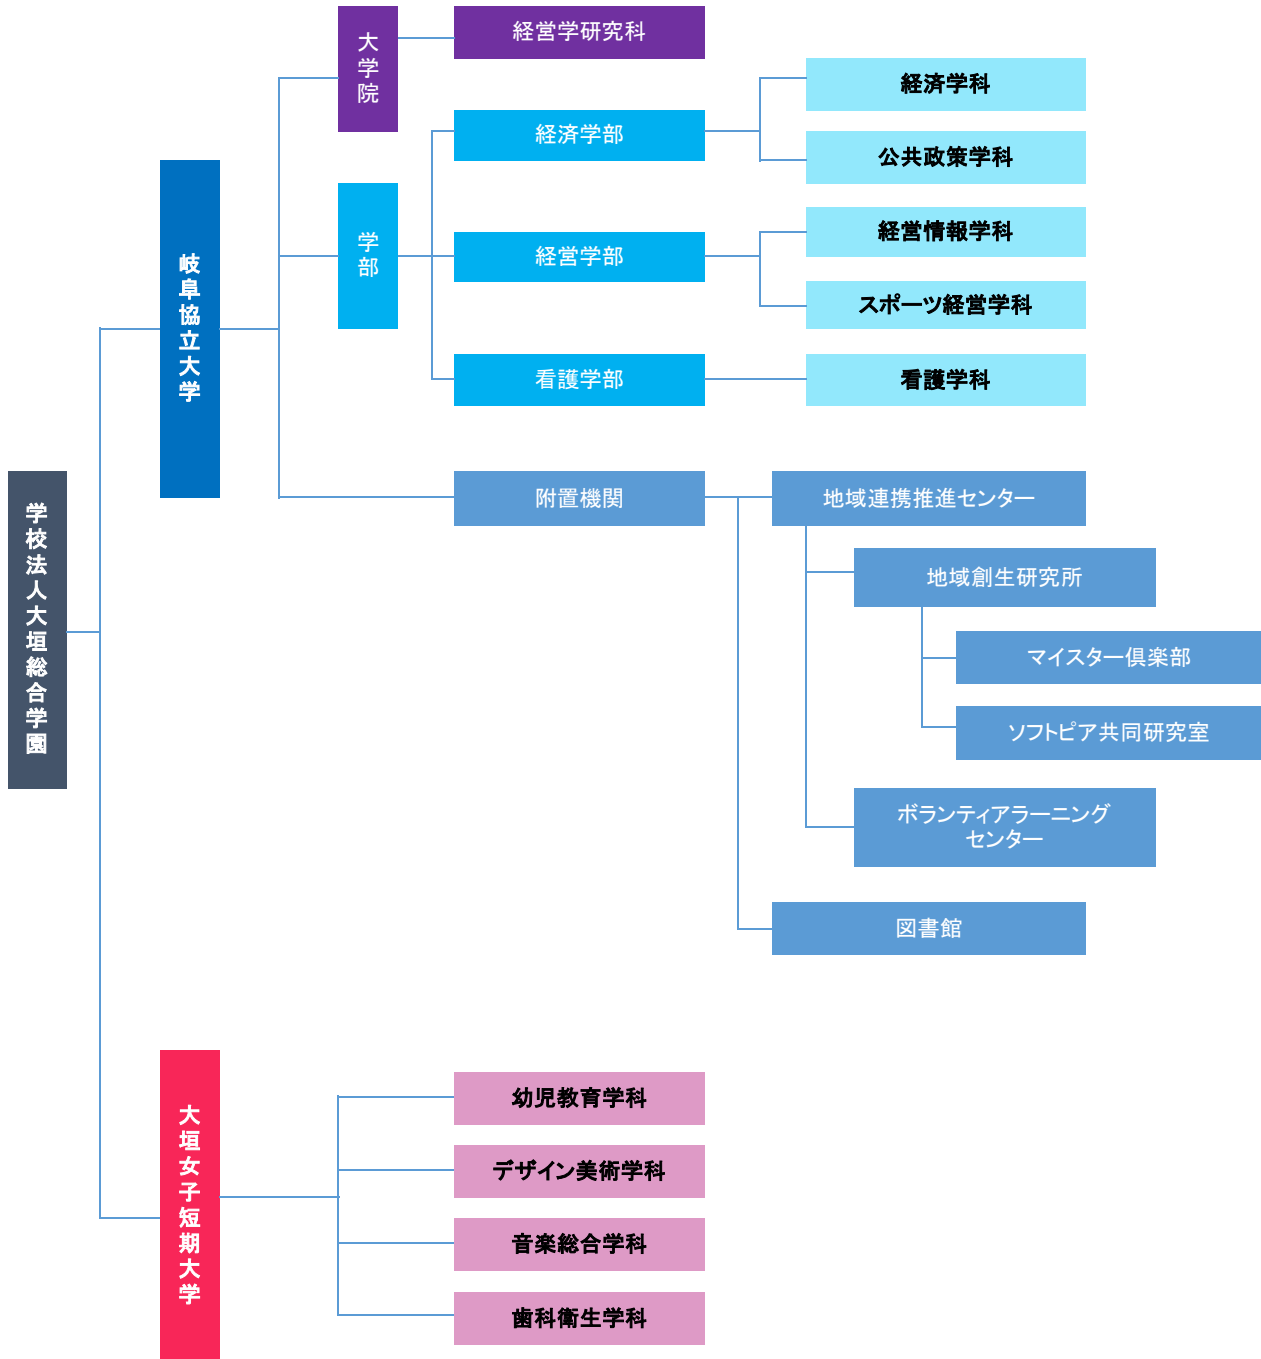 学校法人大垣総合学園
岐阜協立大学
大学院
経営学研究科
学部
経済学部
経済学科
公共政策学科
経営学部
経営情報学科
スポーツ経営学科
看護学部
看護学科
附置機関
地域連携推進センター
地域創生研究所
マイスター倶楽部
ソフトピア共同研究室
ボランティアラーニング
センター
図書館
大垣女子短期大学
幼児教育学科
デザイン美術学科
音楽総合学科
歯科衛生学科